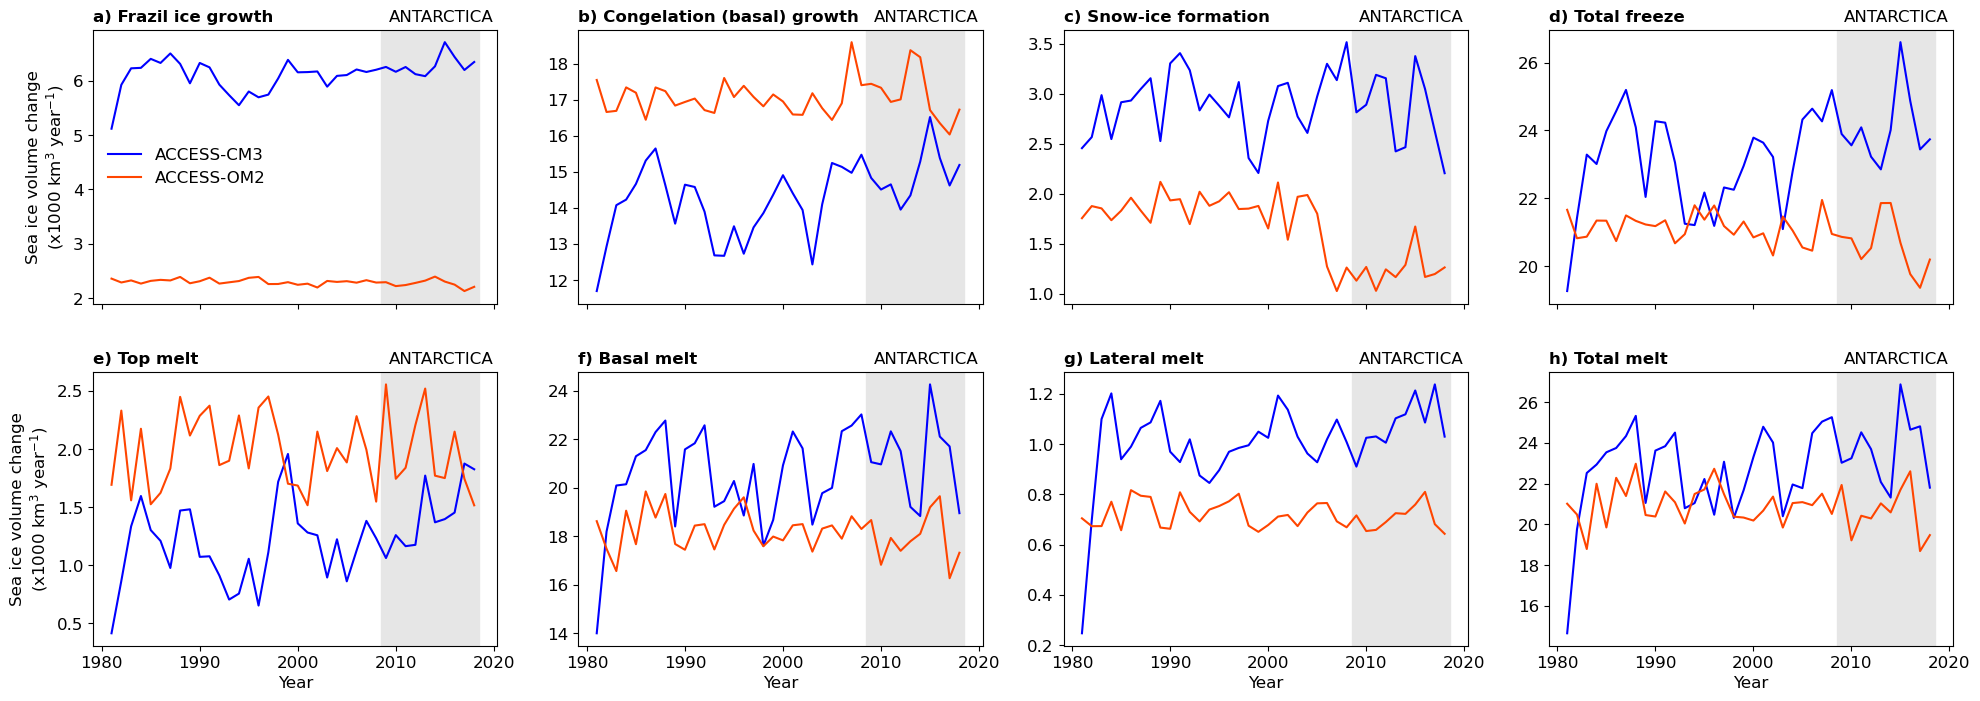 a) Frazil ice growth ANTARCTICA
b) Congelation (basal) growth ANTARCTICA
c) Snow-ice formation ANTARCTICA
d) Total freeze ANTARCTICA
Sea ice volume change
(x1000 km³ year⁻¹)
6
5
4
3
2
ACCESS-CM3
ACCESS-OM2
18
17
16
15
14
13
12
3.5
3.0
2.5
2.0
1.5
1.0
26
24
22
20
e) Top melt ANTARCTICA
f) Basal melt ANTARCTICA
g) Lateral melt ANTARCTICA
h) Total melt ANTARCTICA
Sea ice volume change
(x1000 km³ year⁻¹)
2.5
2.0
1.5
1.0
0.5
1980 1990 2000 2010 2020
Year
24
22
20
18
16
14
1980 1990 2000 2010 2020
Year
1.2
1.0
0.8
0.6
0.4
0.2
1980 1990 2000 2010 2020
Year
26
24
22
20
18
16
1980 1990 2000 2010 2020
Year